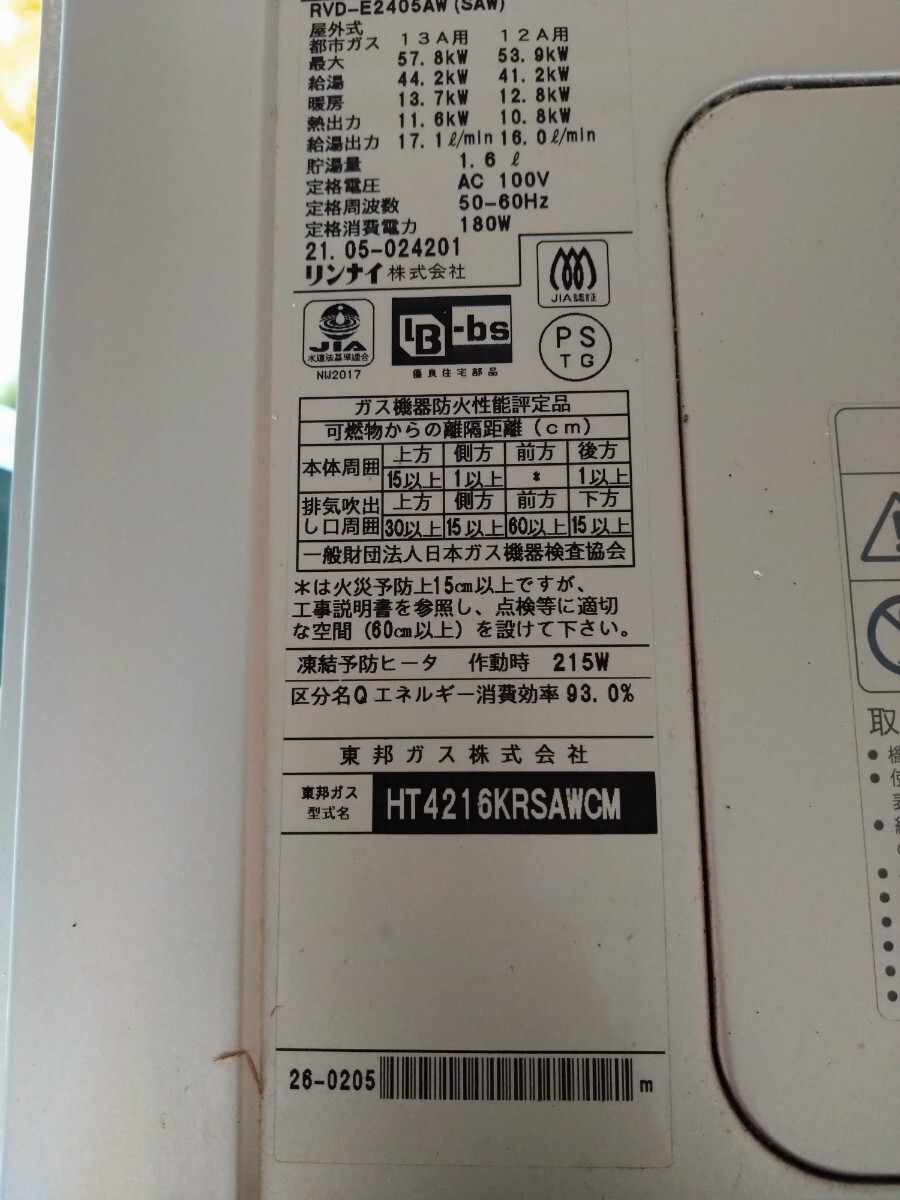 RVD-E2405AW (SAW)
屋外式
都市ガス 13A用 12A用
最大 57.8kW 53.9kW
給湯 44.2kW 41.2kW
暖房 13.7kW 12.8kW
熱出力 11.6kW 10.8kW
給湯出力 17.1ℓ/min 16.0ℓ/min
貯湯量 1.6 ℓ
定格電圧 AC 100V
定格周波数 50-60Hz
定格消費電力 180W
21.05-024201
リンナイ株式会社
JIA認証
JIA
水道法基準適合
NW2017
BL-bs
優良住宅部品
PS
TG
ガス機器防火性能評定品
可燃物からの離隔距離(cm)
本体周囲 上方 側方 前方 後方
15以上 1以上 * 1以上
排気吹出し口周囲 上方 側方 前方 下方
30以上 15以上 60以上 15以上
一般財団法人日本ガス機器検査協会
*は火災予防上15cm以上ですが、
工事説明書を参照し、点検等に適切
な空間(60cm以上)を設けて下さい。
凍結予防ヒータ 作動時 215W
区分名Q エネルギー消費効率 93.0%
東邦ガス株式会社
東邦ガス
型式名 HT4216KRSAWCM
26-0205 m
取